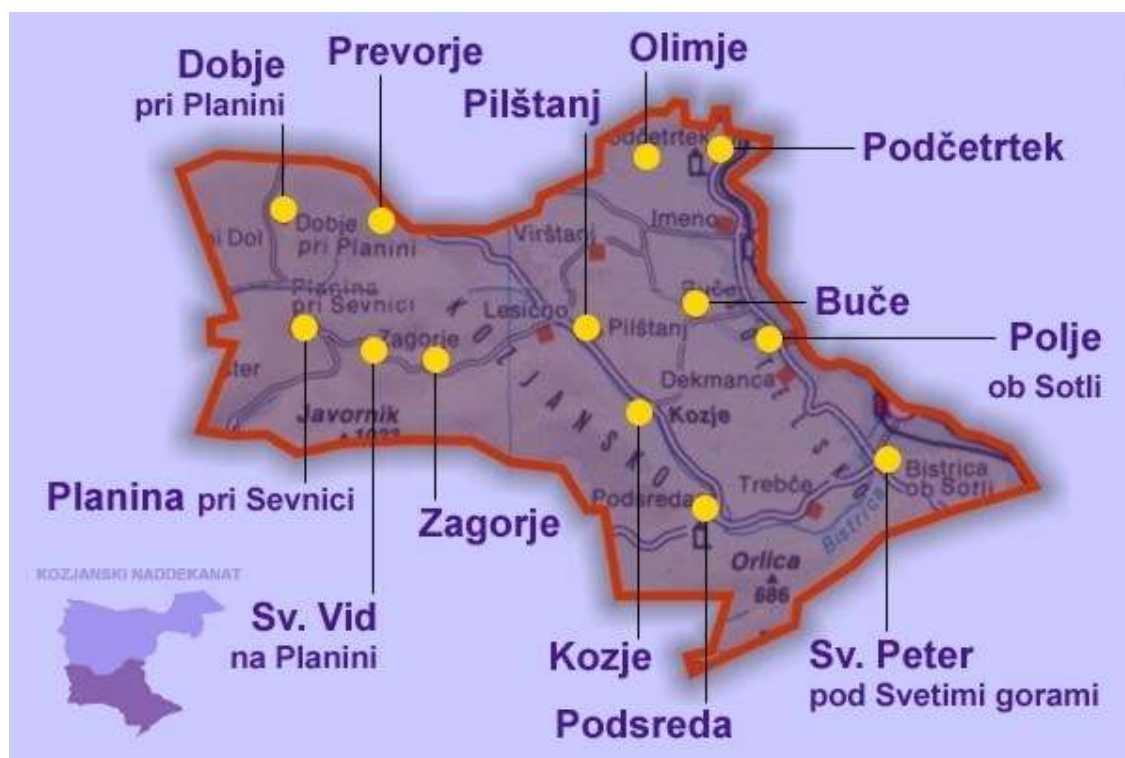 Olimje
Prevorje
Dobje
pri Planini
Pilštanj
Podčetrtek
Imeno
Dobje
pri Planini
Virštanj
Planina
pri Sevnici
Buče
Buče
Lesično
Zagorje
Pilštanj
Polje
ob Sotli
KOZJANSKO
Dekmanca
Javornik
Kozje
Planina pri Sevnici
Zagorje
Podsreda
Trebče
Bistrica
ob Sotli
Bistrica
Orlica
686
KOZJANSKI NADDEKANAT
Sv. Vid
na Planini
Kozje
Sv. Peter
pod Svetimi gorami
Podsreda